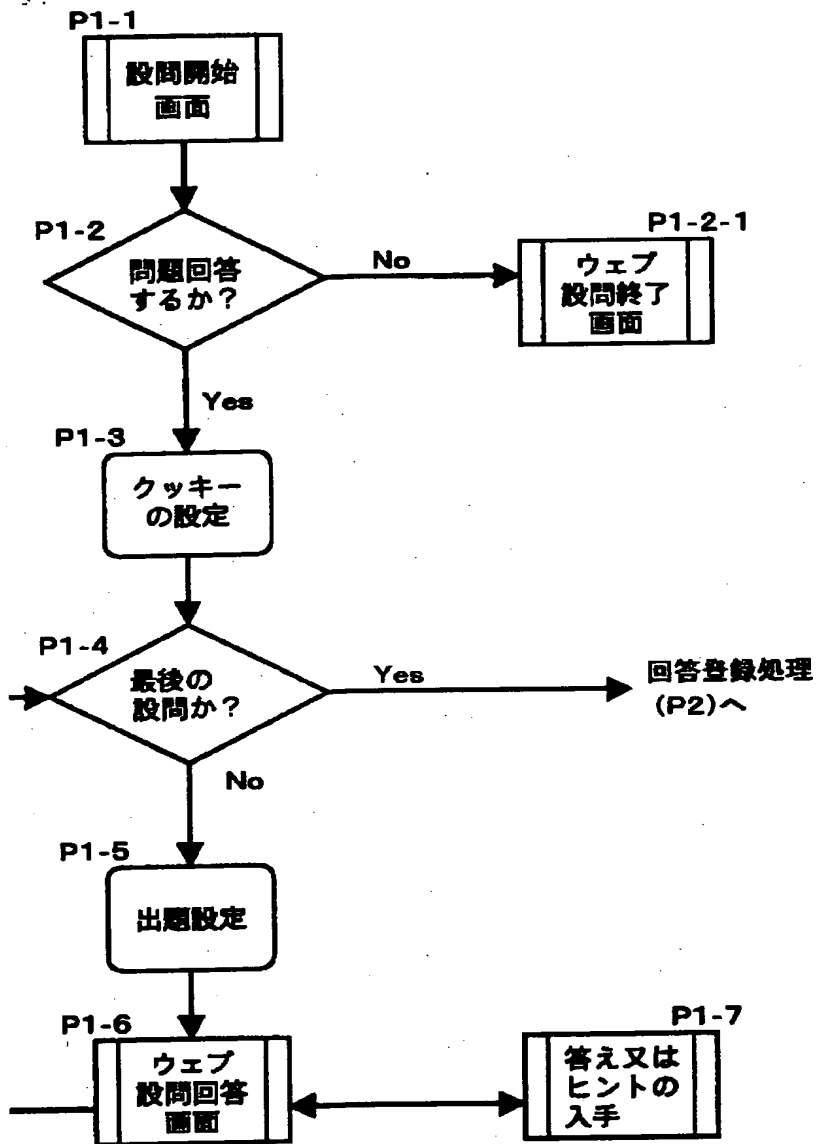 P1-1
設問開始
画面
P1-2
問題回答
するか?
No
P1-2-1
ウェブ
設問終了
画面
Yes
P1-3
クッキー
の設定
P1-4
最後の
設問か?
Yes
回答登録処理
(P2)へ
No
P1-5
出題設定
P1-6
ウェブ
設問回答
画面
P1-7
答え又は
ヒントの
入手